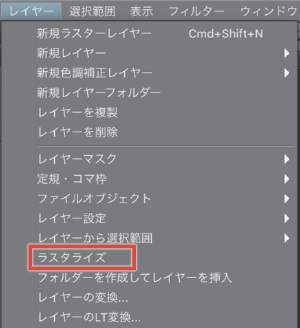 レイヤー 選択範囲 表示 フィルター ウィンドウ
新規ラスターレイヤー Cmd+Shift+N
新規レイヤー
新規色調補正レイヤー
新規レイヤーフォルダー
レイヤーを複製
レイヤーを削除
レイヤーマスク
定規・コマ枠
ファイルオブジェクト
レイヤー設定
レイヤーから選択範囲
ラスタライズ
フォルダーを作成してレイヤーを挿入
レイヤーの変換...
レイヤーのLT変換...